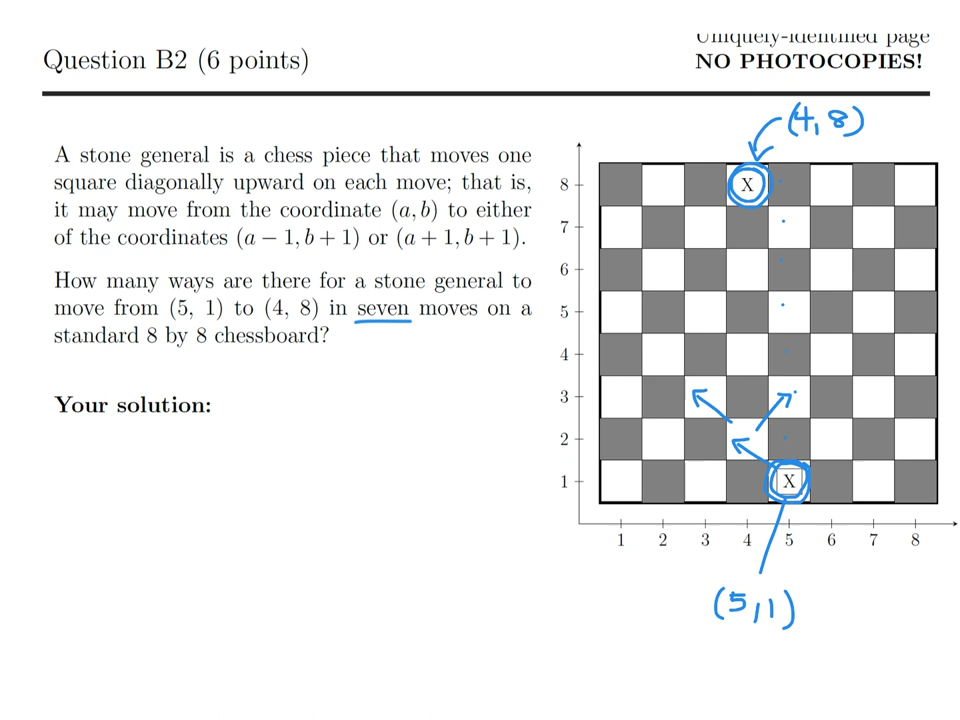 Uniquely-identified page
Question B2 (6 points)
NO PHOTOCOPIES!
(4, 8)
A stone general is a chess piece that moves one
square diagonally upward on each move; that is,
it may move from the coordinate (a, b) to either
of the coordinates (a − 1, b + 1) or (a + 1, b + 1).
How many ways are there for a stone general to
move from (5, 1) to (4, 8) in seven moves on a
standard 8 by 8 chessboard?
Your solution:
8
X
7
6
5
4
3
2
1
X
1 2 3 4 5 6 7 8
(5,1)